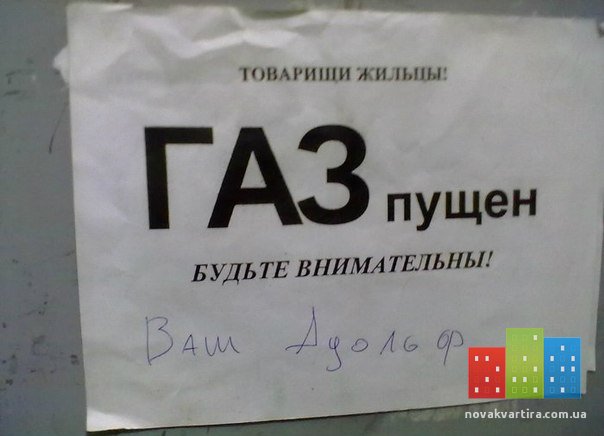 ТОВАРИЩИ ЖИЛЬЦЫ!
ГАЗ пущен
БУДЬТЕ ВНИМАТЕЛЬНЫ!
Ваш Адольф
novakvartira.com.ua